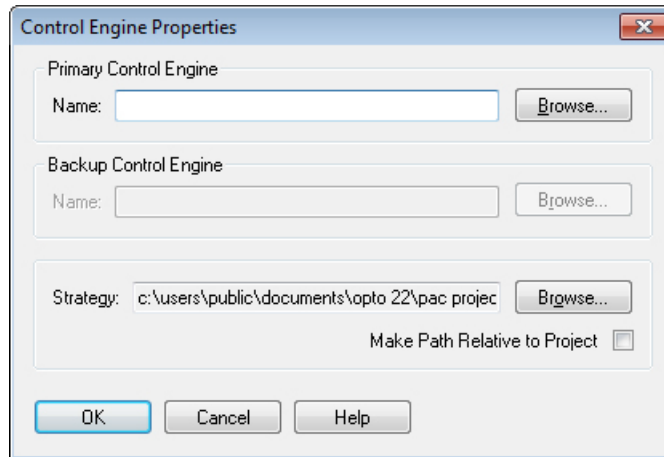 Control Engine Properties
Primary Control Engine
Name:
Browse...
Backup Control Engine
Name:
Browse...
Strategy: c:\users\public\documents\opto 22\pac projec
Browse...
Make Path Relative to Project
OK
Cancel
Help